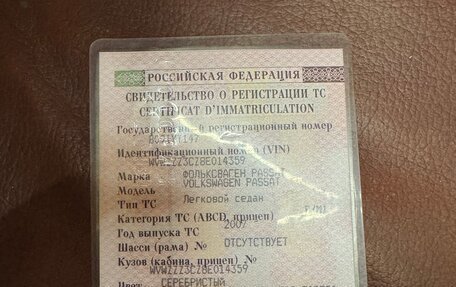 РОССИЙСКАЯ ФЕДЕРАЦИЯ
СВИДЕТЕЛЬСТВО О РЕГИСТРАЦИИ ТС
CERTIFICAT D'IMMATRICULATION
Государственный регистрационный номер
Идентификационный номер (VIN)
WVWZZZ3CZ8E014359
Марка ФОЛЬКСВАГЕН PASSAT
Модель VOLKSWAGEN PASSAT
Тип ТС Легковой седан
Категория ТС (ABCD, прицеп)
Год выпуска ТС 2007
Шасси (рама) № ОТСУТСТВУЕТ
Кузов (кабина, прицеп) №
WVWZZZ3CZ8E014359
Цвет СЕРЕБРИСТЫЙ